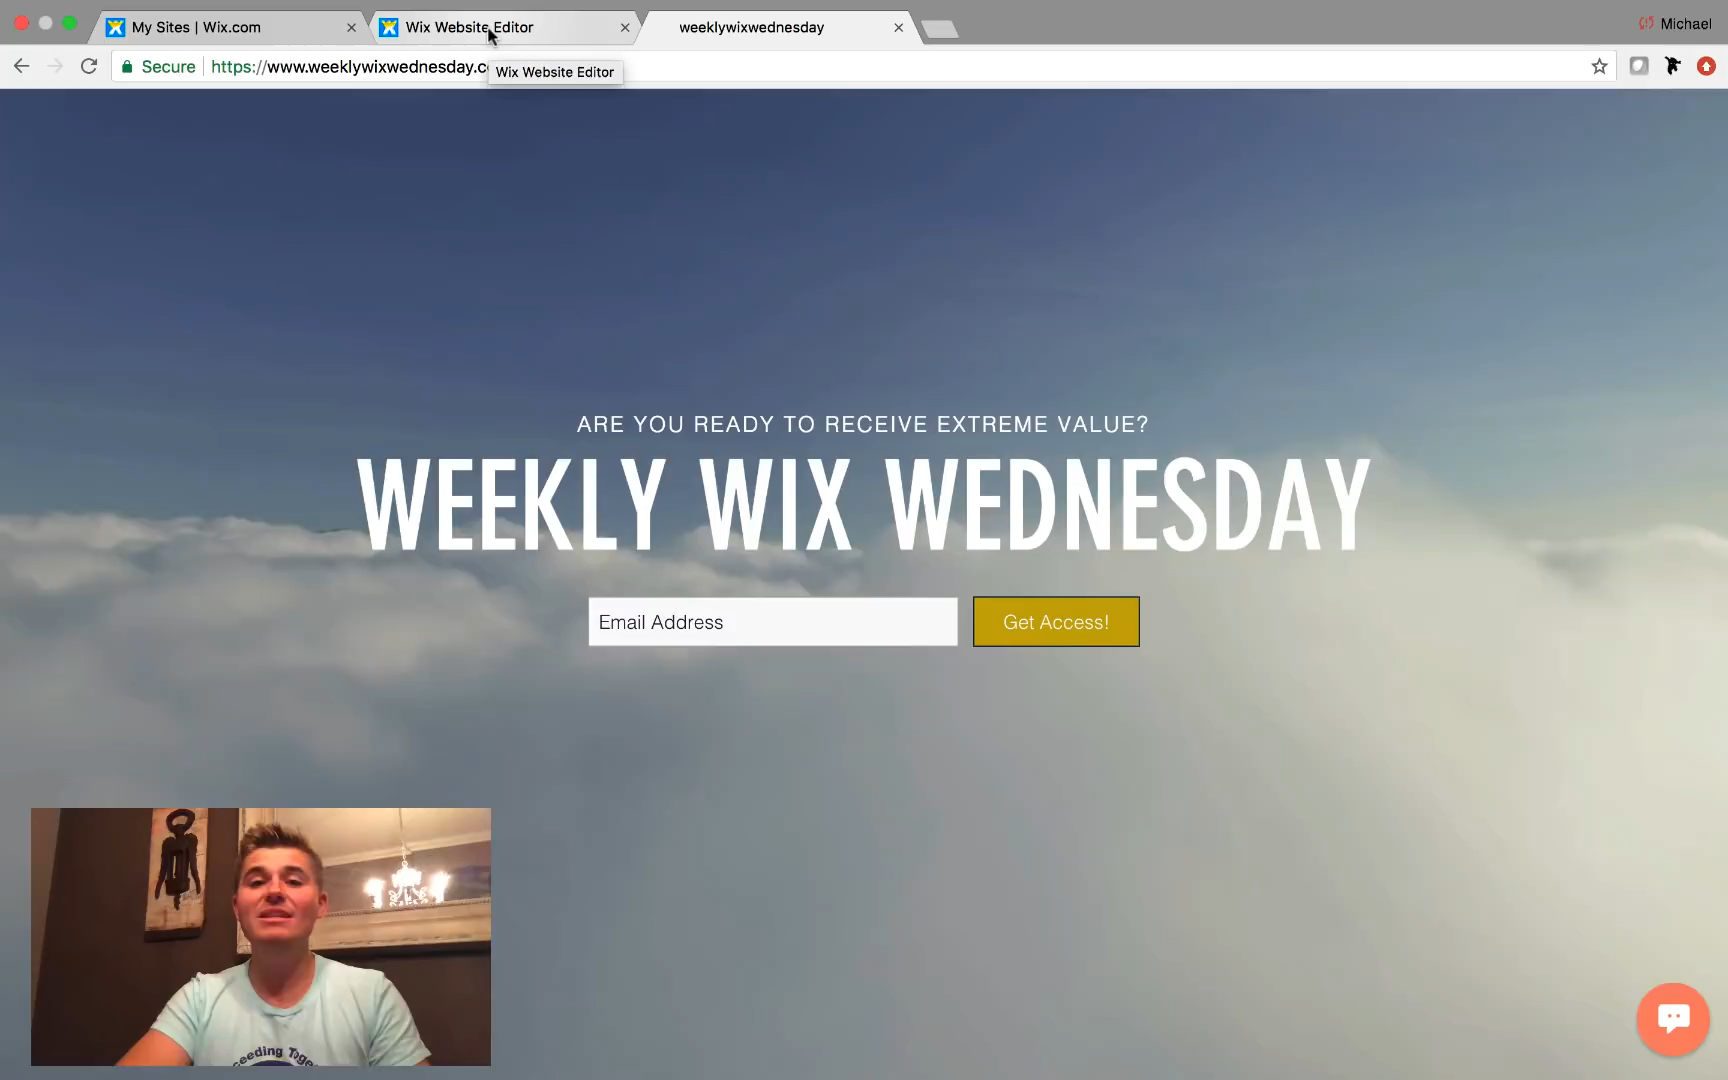 My Sites | Wix.com
Wix Website Editor
weeklywixwednesday
Michael
Secure
https://www.weeklywixwednesday.c
Wix Website Editor
ARE YOU READY TO RECEIVE EXTREME VALUE?
WEEKLY WIX WEDNESDAY
Email Address
Get Access!